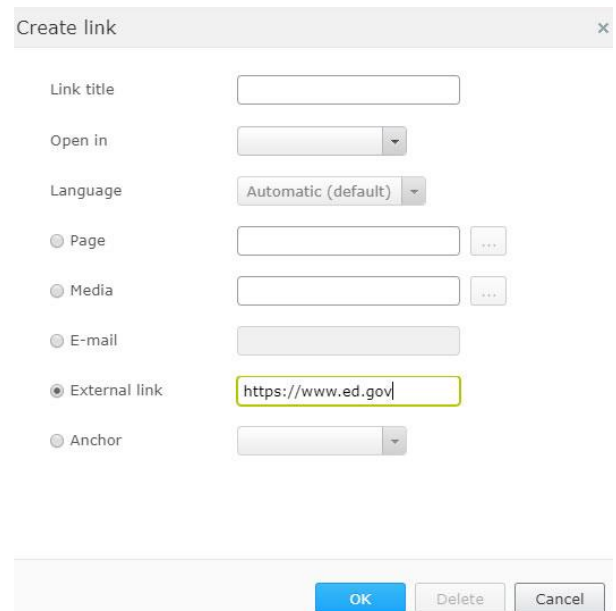 Create link ×
Link title
Open in
Language Automatic (default)
Page ...
Media ...
E-mail
External link https://www.ed.gov
Anchor
OK Delete Cancel